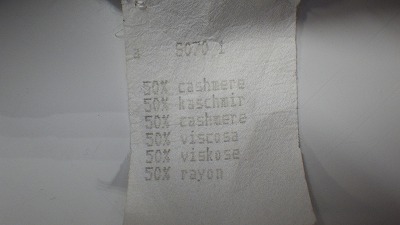 a 8070 1
50% cashmere
50% kaschmir
50% cashmere
50% viscosa
50% viskose
50% rayon